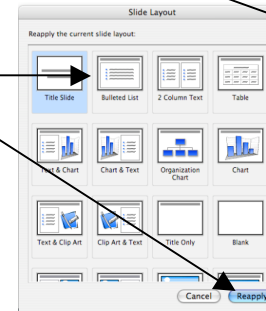 Slide Layout
Reapply the current slide layout:
Title Slide
Bulleted List
2 Column Text
Table
Text & Chart
Chart & Text
Organization
Chart
Chart
Text & Clip Art
Clip Art & Text
Title Only
Blank
Cancel
Reapply